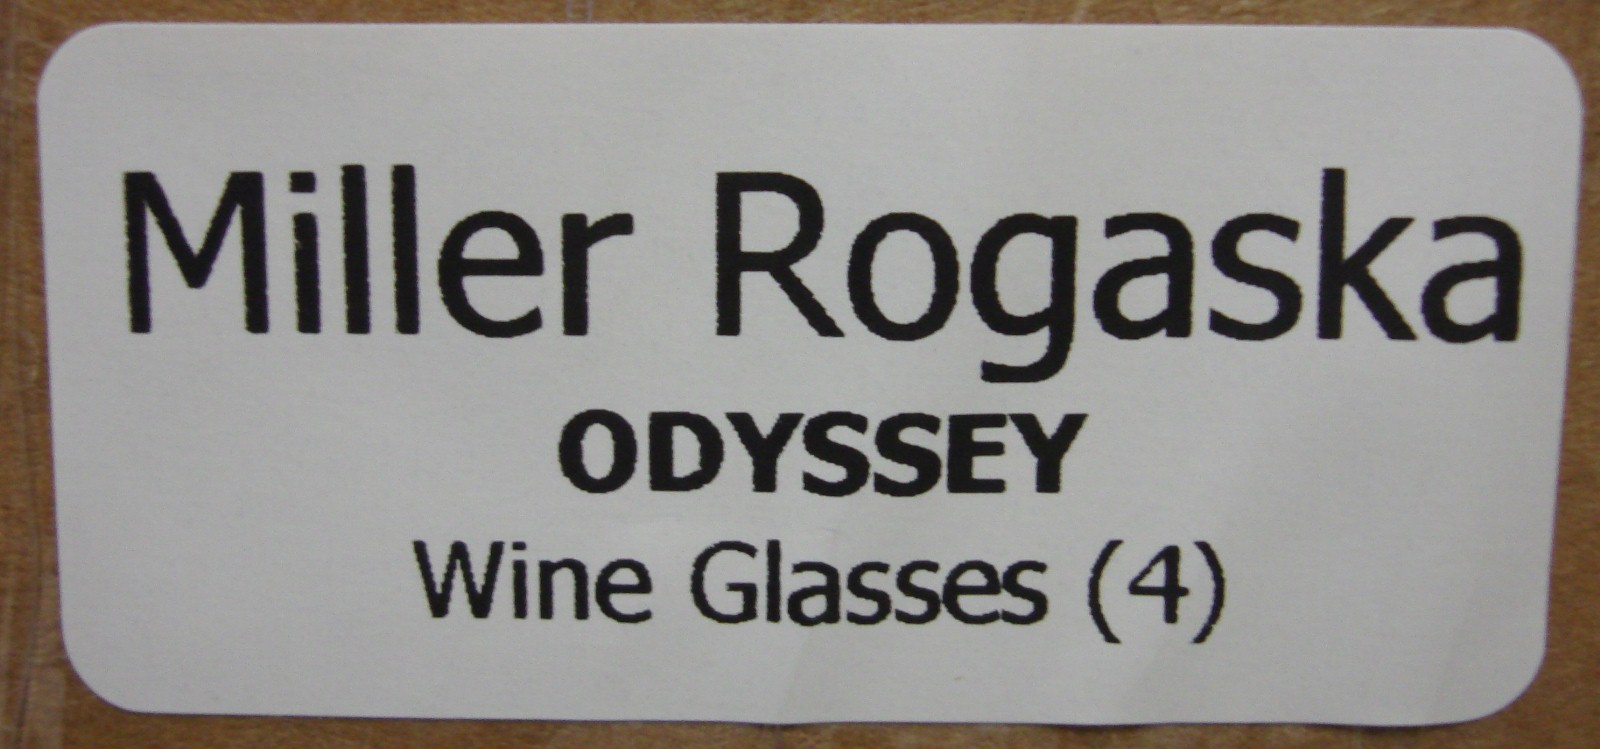 Miller Rogaska
ODYSSEY
Wine Glasses (4)